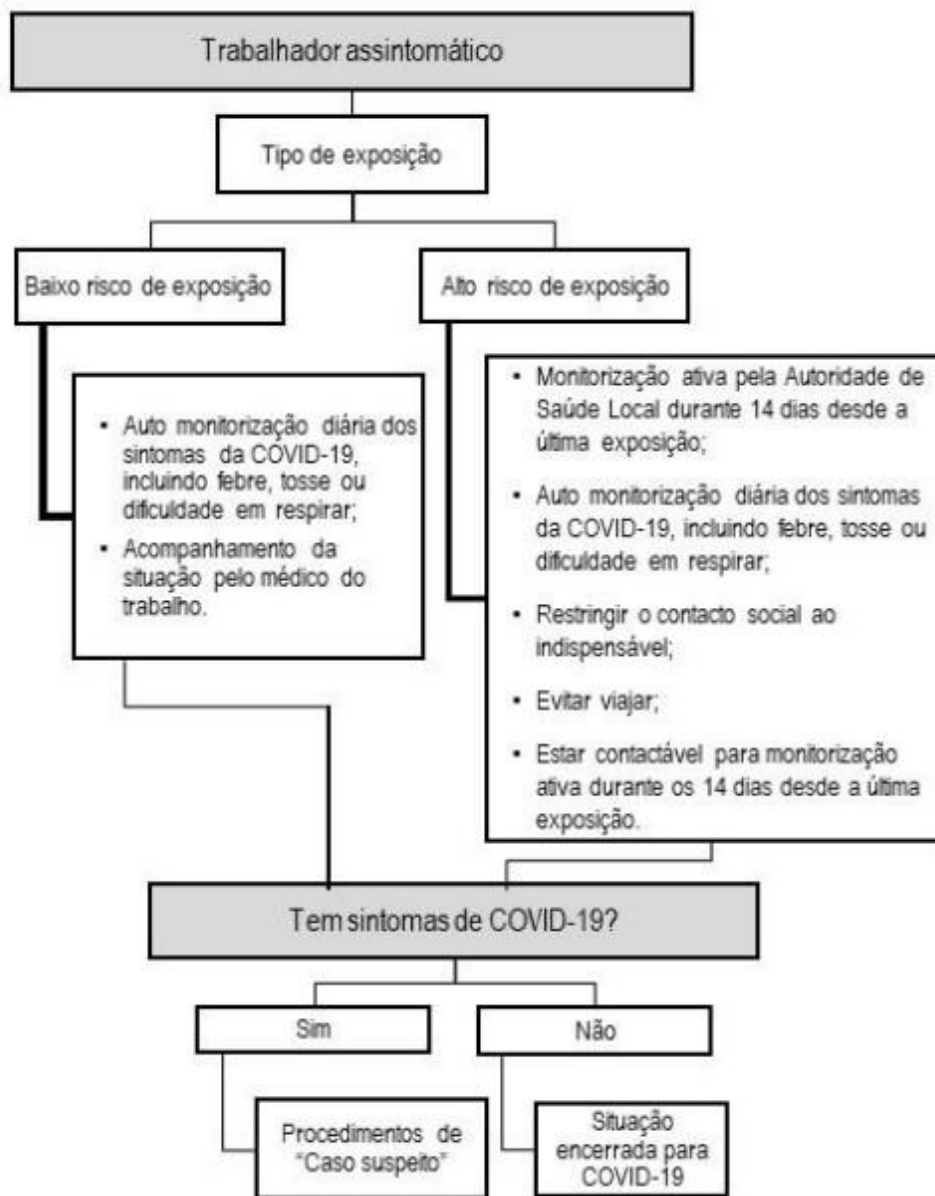 Trabalhador assintomático
Tipo de exposição
Baixo risco de exposição
Alto risco de exposição
• Auto monitorização diária dos
sintomas da COVID-19,
incluindo febre, tosse ou
dificuldade em respirar;
• Acompanhamento da
situação pelo médico do
trabalho.
• Monitorização ativa pela Autoridade de
Saúde Local durante 14 dias desde a
última exposição;
• Auto monitorização diária dos sintomas
da COVID-19, incluindo febre, tosse ou
dificuldade em respirar;
• Restringir o contacto social ao
indispensável;
• Evitar viajar;
• Estar contactável para monitorização
ativa durante os 14 dias desde a última
exposição.
Tem sintomas de COVID-19?
Sim
Não
Procedimentos de
“Caso suspeito”
Situação
encerrada para
COVID-19